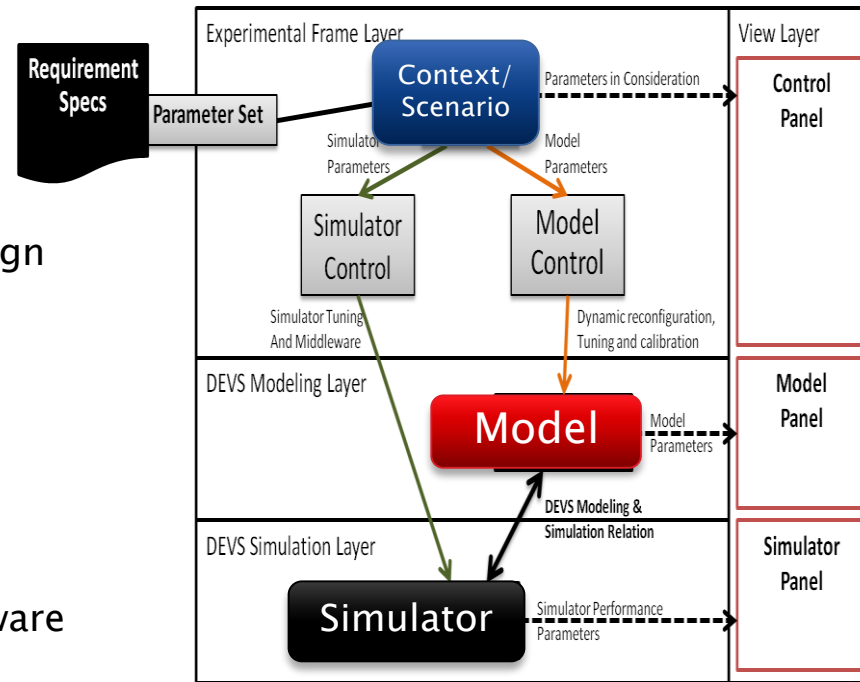 Experimental Frame Layer
View Layer
Requirement
Specs
Parameter Set
Context/
Scenario
Parameters in Consideration
Control
Panel
Simulator
Parameters
Model
Parameters
Simulator
Control
Model
Control
gn
Simulator Tuning
And Middleware
Dynamic reconfiguration,
Tuning and calibration
DEVS Modeling Layer
Model
Panel
Model
Model
Parameters
DEVS Modeling &
Simulation Relation
DEVS Simulation Layer
Simulator
Panel
Simulator
Simulator Performance
Parameters
ware